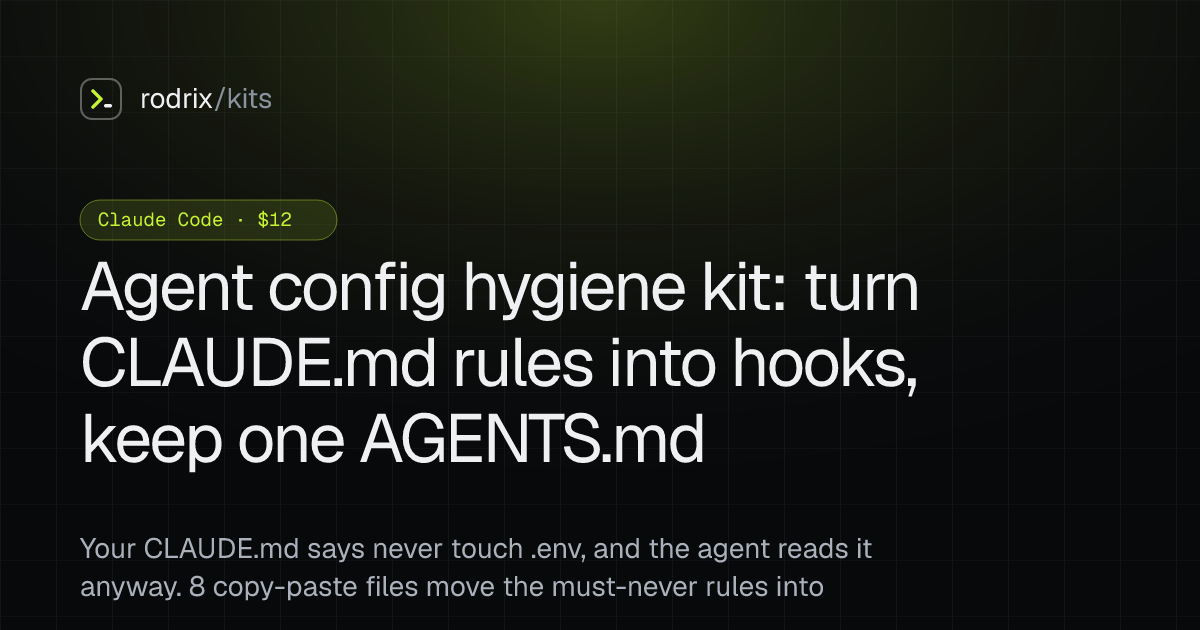 rodrix/kits
Claude Code · $12
Agent config hygiene kit: turn
CLAUDE.md rules into hooks,
keep one AGENTS.md
Your CLAUDE.md says never touch .env, and the agent reads it
anyway. 8 copy-paste files move the must-never rules into